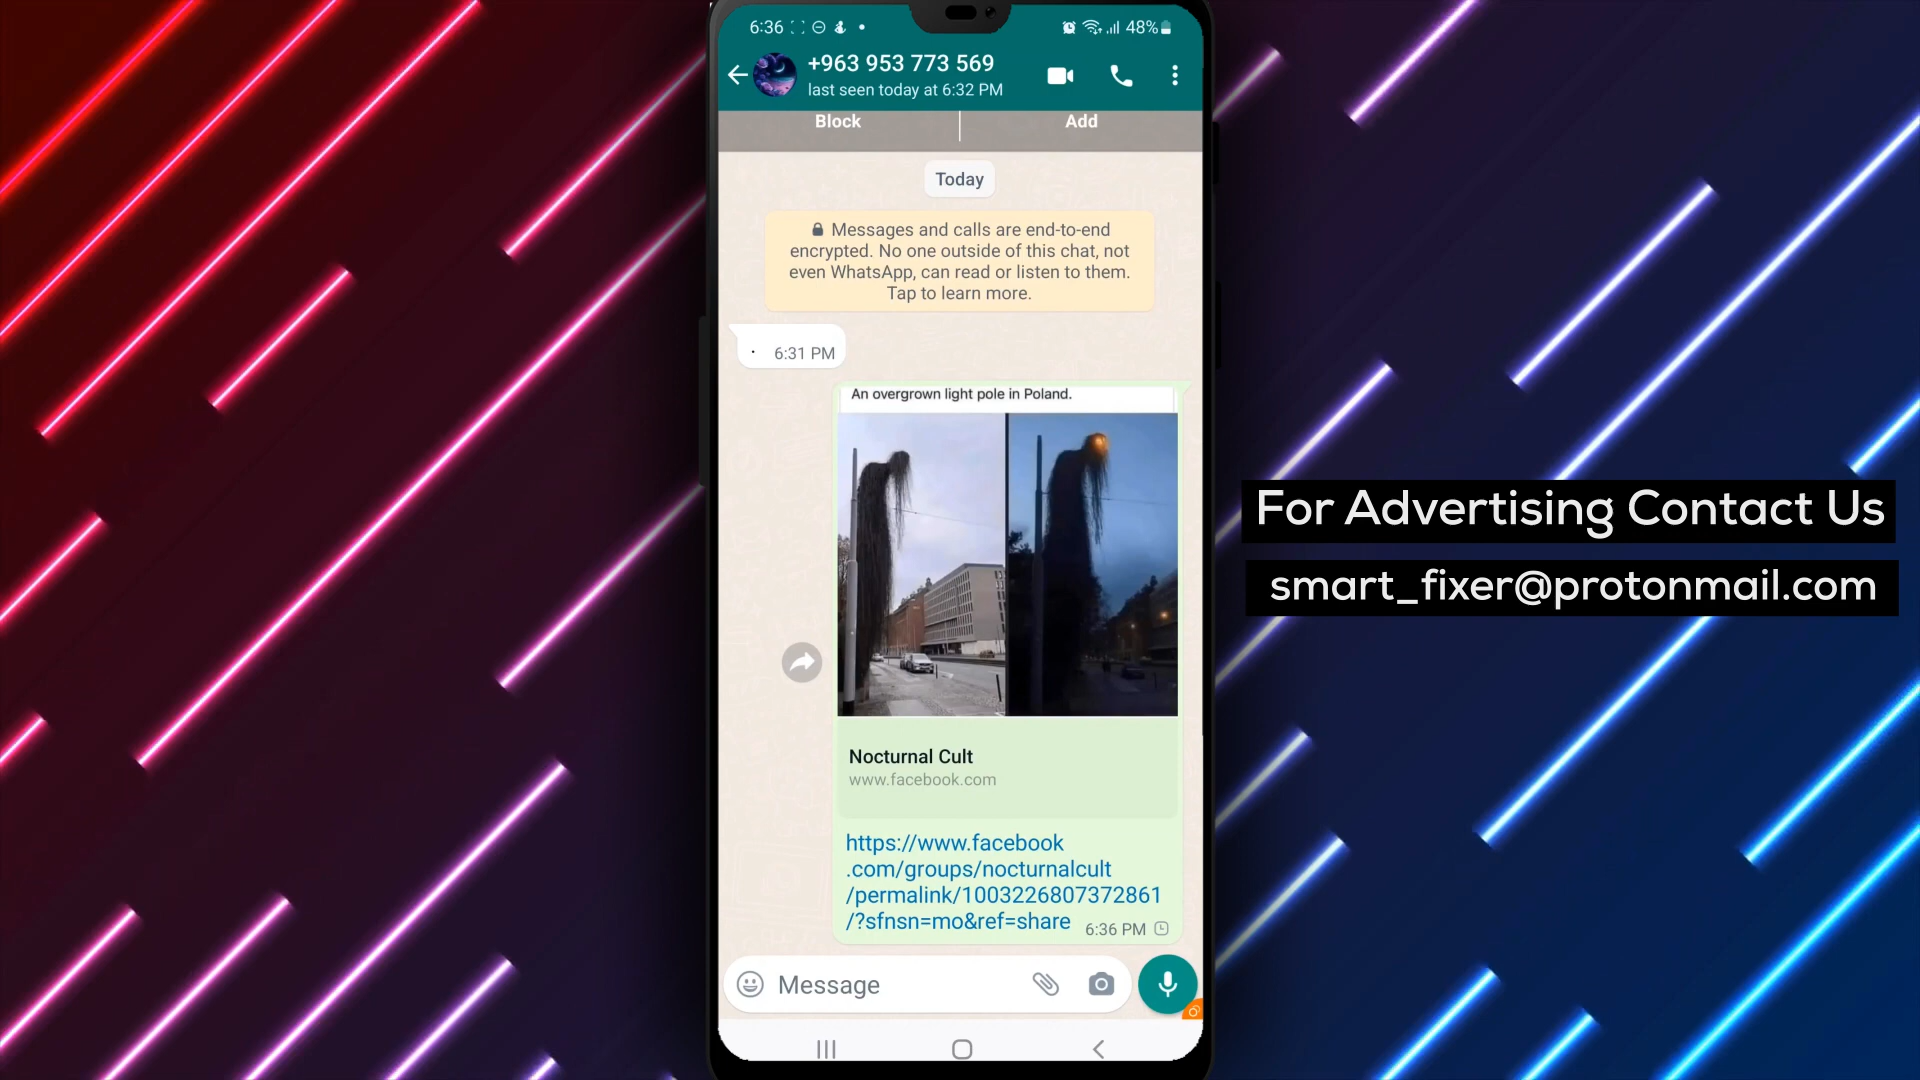 6:36
48%
+963 953 773 569
last seen today at 6:32 PM
Block
Add
Today
Messages and calls are end-to-end
encrypted. No one outside of this chat, not
even WhatsApp, can read or listen to them.
Tap to learn more.
. 6:31 PM
An overgrown light pole in Poland.
Nocturnal Cult
www.facebook.com
https://www.facebook
.com/groups/nocturnalcult
/permalink/1003226807372861
/?sfnsn=mo&ref=share 6:36 PM
Message
For Advertising Contact Us
smart_fixer@protonmail.com